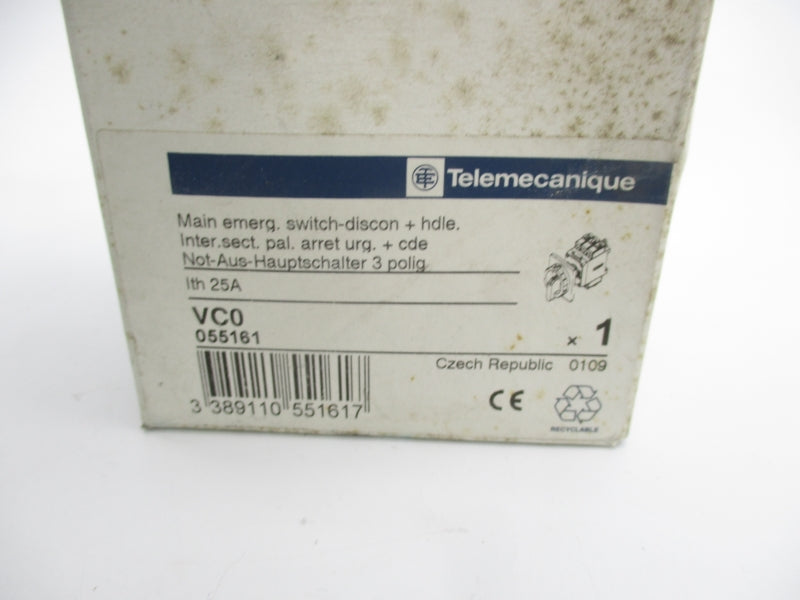 Telemecanique
Main emerg. switch-discon + hdle.
Inter.sect. pal. arret urg. + cde
Not-Aus-Hauptschalter 3 polig
Ith 25A
VC0
055161
x 1
Czech Republic 0109
3 389110 551617
CE
RECYCLABLE